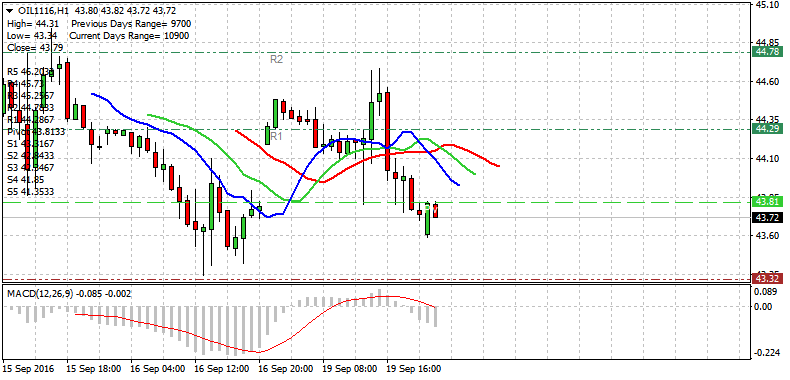 OIL1116,H1 43.80 43.82 43.72 43.72
High= 44.31 Previous Days Range= 9700
Low= 43.34 Current Days Range= 10900
Close= 43.79
R2
R5 46.2033
R4 45.73
R3 45.2567
R2 44.7833
R1 44.2867
R1
Pivot 43.8133
S1 43.3167
S2 42.8433
S3 42.3467
S4 41.85
S5 41.3533
45.10
44.85
44.78
44.60
44.35
44.29
44.10
43.85
43.81
43.72
43.60
43.35
43.32
MACD(12,26,9) -0.085 -0.002
0.089
0.00
-0.224
15 Sep 2016
15 Sep 18:00
16 Sep 04:00
16 Sep 12:00
16 Sep 20:00
19 Sep 08:00
19 Sep 16:00